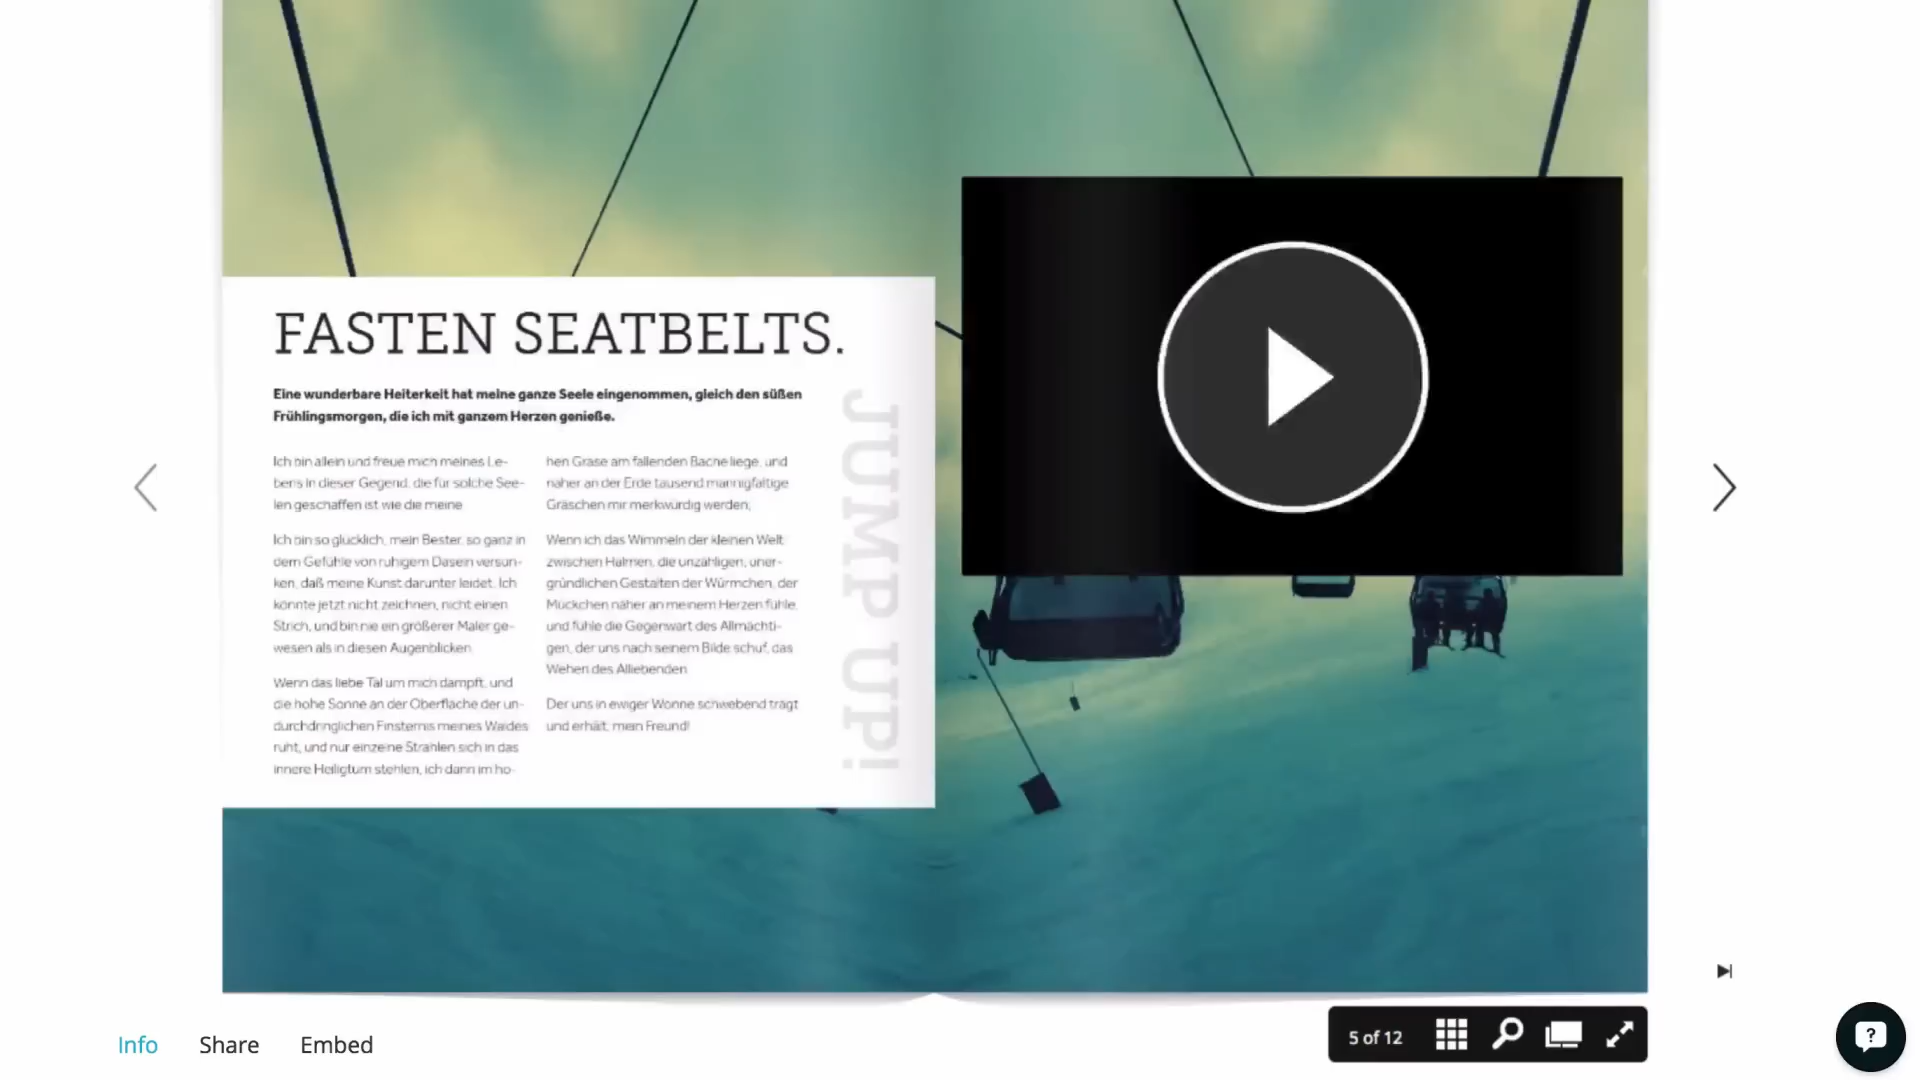 FASTEN SEATBELTS.
Eine wunderbare Heiterkeit hat meine ganze Seele eingenommen, gleich den süßen
Frühlingsmorgen, die ich mit ganzem Herzen genieße.
Ich bin allein und freue mich meines Le-
bens in dieser Gegend, die für solche See-
len geschaffen ist wie die meine
Ich bin so glücklich, mein Bester, so ganz in
dem Gefühle von ruhigem Dasein versun-
ken, daß meine Kunst darunter leidet. Ich
könnte jetzt nicht zeichnen, nicht einen
Strich, und bin nie ein größerer Maler ge-
wesen als in diesen Augenblicken
Wenn das liebe Tal um mich dampft, und
die hohe Sonne an der Oberfläche der un-
durchdringlichen Finsternis meines Waldes
ruht, und nur einzelne Strahlen sich in das
innere Heiligtum stehlen, ich dann im ho-
hen Grase am fallenden Bache liege, und
näher an der Erde tausend mannigfaltige
Gräschen mir merkwürdig werden;
Wenn ich das Wimmeln der kleinen Welt
zwischen Halmen, die unzähligen, uner-
gründlichen Gestalten der Würmchen, der
Mückchen näher an meinem Herzen fühle,
und fühle die Gegenwart des Allmächti-
gen, der uns nach seinem Bilde schuf, das
Wehen des Alliebenden
Der uns in ewiger Wonne schwebend trägt
und erhält; mein Freund!
JUMP UP!
5 of 12
Info Share Embed